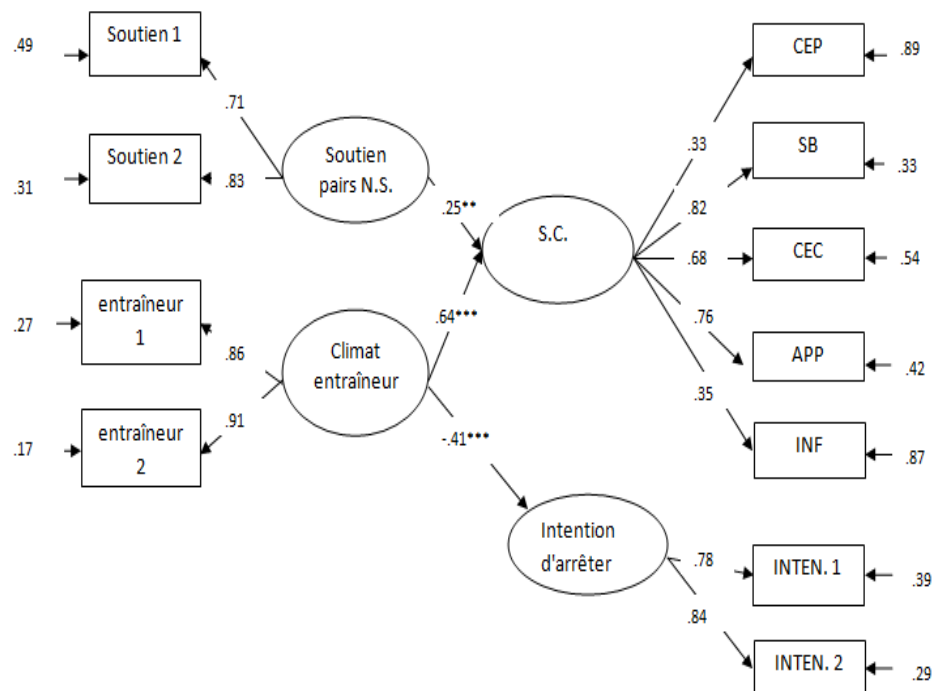 .49
Soutien 1
.71
.31
Soutien 2
.83
Soutien
pairs N.S.
.25**
.27
entraîneur
1
.86
.17
entraîneur
2
.91
Climat
entraîneur
.64***
-.41***
S.C.
.33
CEP
.89
.82
SB
.33
.68
CEC
.54
.76
APP
.42
.35
INF
.87
Intention
d'arrêter
.78
INTEN. 1
.39
.84
INTEN. 2
.29